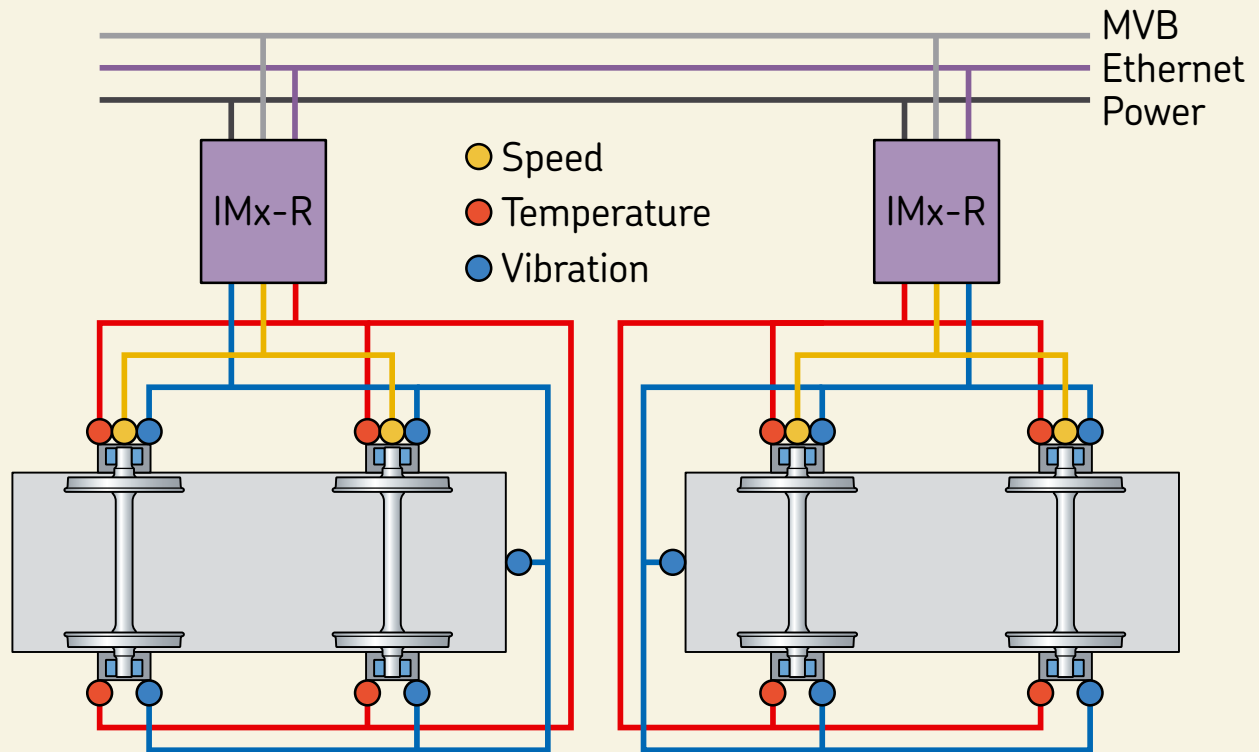 MVB
Ethernet
Power
IMx-R
Speed
Temperature
Vibration
IMx-R